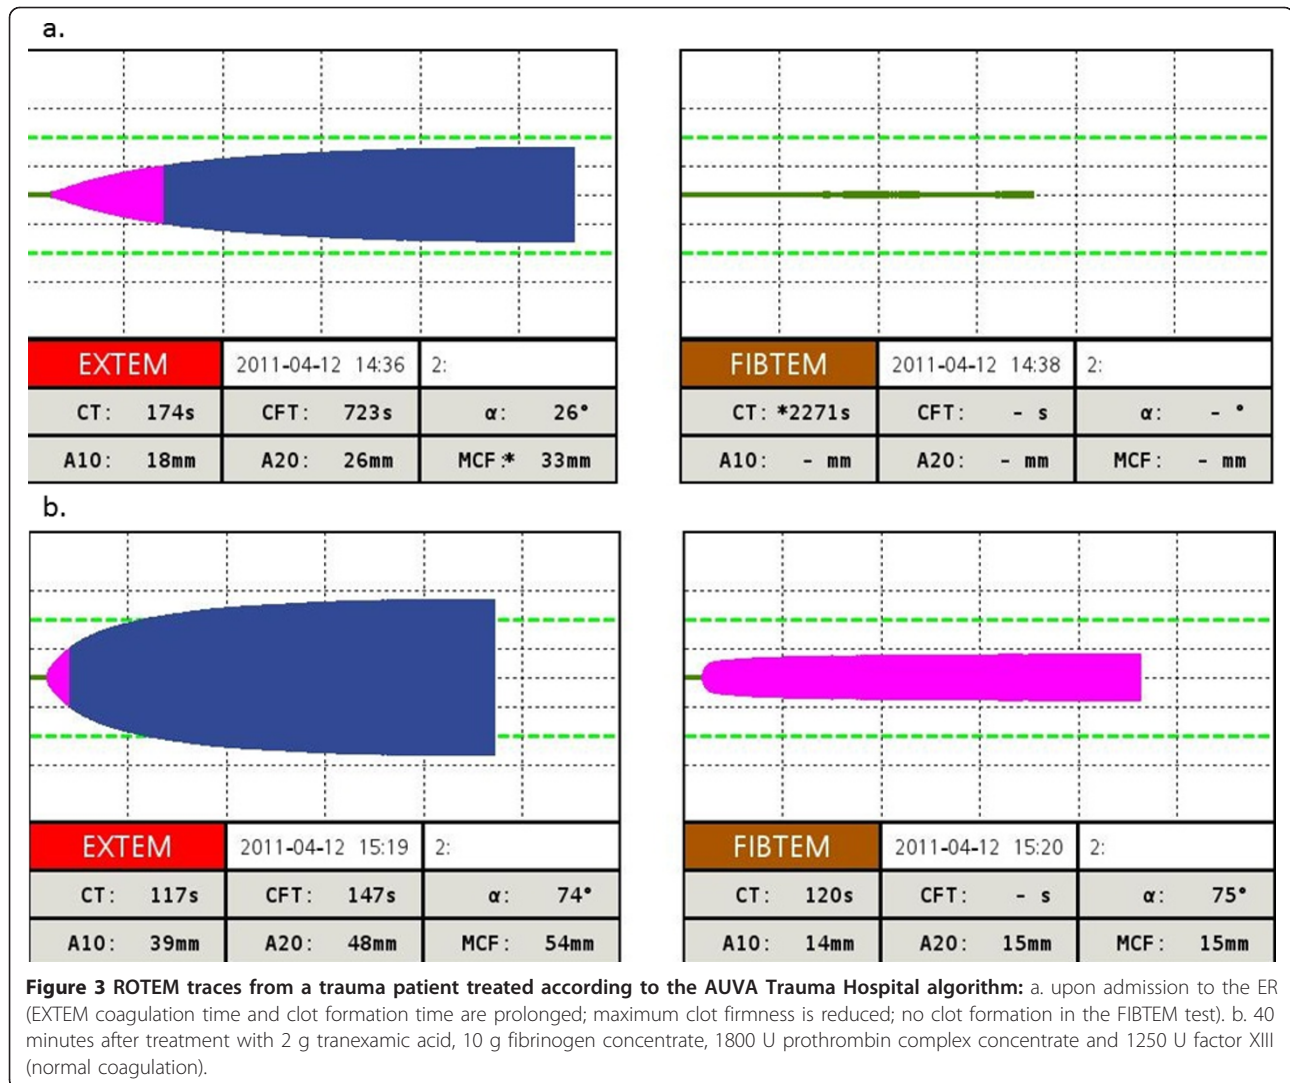 a.
EXTEM 2011-04-12 14:36 2:
CT: 174s CFT: 723s α: 26°
A10: 18mm A20: 26mm MCF:* 33mm
FIBTEM 2011-04-12 14:38 2:
CT: *2271s CFT: - s α: - °
A10: - mm A20: - mm MCF: - mm
b.
EXTEM 2011-04-12 15:19 2:
CT: 117s CFT: 147s α: 74°
A10: 39mm A20: 48mm MCF: 54mm
FIBTEM 2011-04-12 15:20 2:
CT: 120s CFT: - s α: 75°
A10: 14mm A20: 15mm MCF: 15mm
Figure 3 ROTEM traces from a trauma patient treated according to the AUVA Trauma Hospital algorithm: a. upon admission to the ER
(EXTEM coagulation time and clot formation time are prolonged; maximum clot firmness is reduced; no clot formation in the FIBTEM test). b. 40
minutes after treatment with 2 g tranexamic acid, 10 g fibrinogen concentrate, 1800 U prothrombin complex concentrate and 1250 U factor XIII
(normal coagulation).